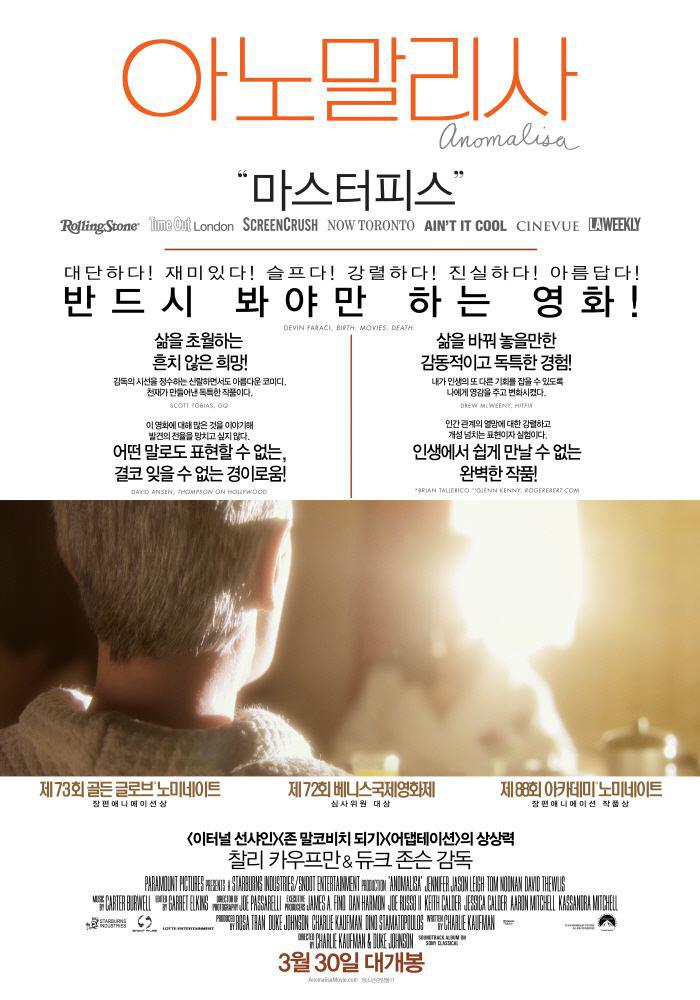 아노말리사
Anomalisa
“마스터피스”
RollingStone TimeOut London SCREENCRUSH NOW TORONTO AIN'T IT COOL CINEVUE LA WEEKLY
대단하다! 재미있다! 슬프다! 강렬하다! 진실하다! 아름답다!
반드시 봐야만 하는 영화!
DEVIN FARACI, BIRTH. MOVIES. DEATH.
삶을 초월하는
흔치 않은 희망!
감독의 시선을 정수하는 신랄하면서도 아름다운 코미디.
천재가 만들어낸 독특한 작품이다.
SCOTT TOBIAS, GQ
이 영화에 대해 많은 것을 이야기해
발견의 전율을 망치고 싶지 않다.
어떤 말로도 표현할 수 없는,
결코 잊을 수 없는 경이로움!
DAVID ANSEN, THOMPSON ON HOLLYWOOD
삶을 바꿔 놓을만한
감동적이고 독특한 경험!
내가 인생의 또 다른 기회를 잡을 수 있도록
나에게 영감을 주고 변화시켰다.
DREW McWEENY, HITFIX
인간 관계의 열망에 대한 강렬하고
개성 넘치는 표현이자 실험이다.
인생에서 쉽게 만날 수 없는
완벽한 작품!
*BRIAN TALLERICO **GLENN KENNY, ROGEREBERT.COM
제73회 골든 글로브® 노미네이트 제72회 베니스국제영화제 제88회 아카데미® 노미네이트
장편애니메이션상 심사위원 대상 장편애니메이션 작품상
<이터널 선샤인><존 말코비치 되기><어댑테이션>의 상상력
찰리 카우프만 & 듀크 존슨 감독
PARAMOUNT PICTURES PRESENTS A STARBURNS INDUSTRIES/SNOOT ENTERTAINMENT PRODUCTION "ANOMALISA" JENNIFER JASON LEIGH TOM NOONAN DAVID THEWLIS
MUSIC BY CARTER BURWELL EDITED BY GARRET ELKINS DIRECTOR OF PHOTOGRAPHY JOE PASSARELLI EXECUTIVE PRODUCERS JAMES A. FINO DAN HARMON JOE RUSSO II KEITH CALDER JESSICA CALDER AARON MITCHELL KASSANDRA MITCHELL
STARBURNS INDUSTRIES LOTTE ENTERTAINMENT PRODUCED BY ROSA TRAN DUKE JOHNSON CHARLIE KAUFMAN DINO STAMATOPOULOS WRITTEN BY CHARLIE KAUFMAN
DIRECTED BY CHARLIE KAUFMAN & DUKE JOHNSON SOUNDTRACK ALBUM ON SONY CLASSICAL
3월 30일 대개봉
AnomalisaMovie.com 청소년관람불가